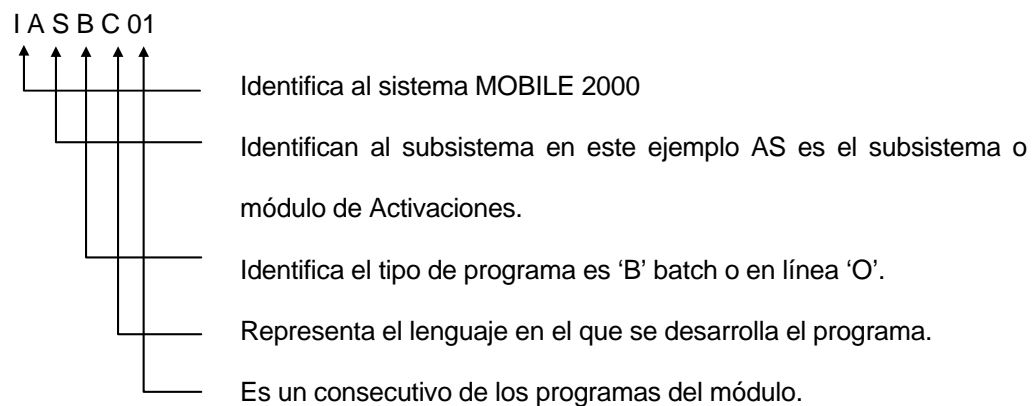 I A S B C 01
Identifica al sistema MOBILE 2000
Identifican al subsistema en este ejemplo AS es el subsistema o
módulo de Activaciones.
Identifica el tipo de programa es ‘B’ batch o en línea ‘O’.
Representa el lenguaje en el que se desarrolla el programa.
Es un consecutivo de los programas del módulo.